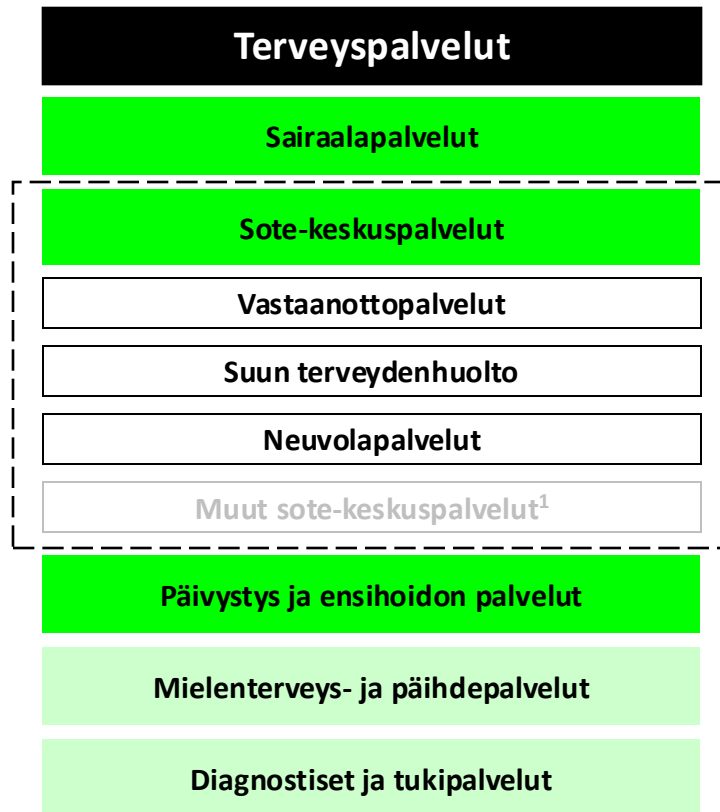 Terveyspalvelut
Sairaalapalvelut
Sote-keskuspalvelut
Vastaanottopalvelut
Suun terveydenhuolto
Neuvolapalvelut
Muut sote-keskuspalvelut¹
Päivystys ja ensihoidon palvelut
Mielenterveys- ja päihdepalvelut
Diagnostiset ja tukipalvelut